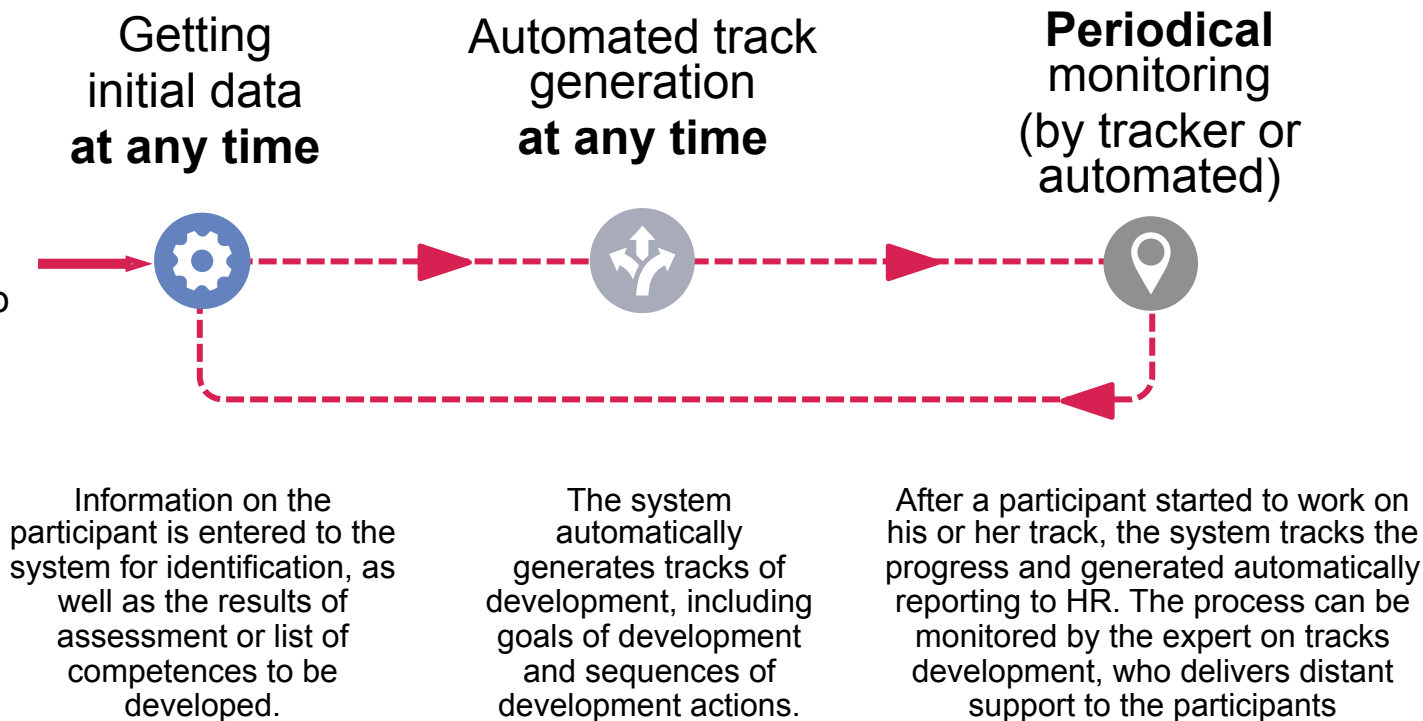 Getting
initial data
at any time
Automated track
generation
at any time
Periodical
monitoring
(by tracker or
automated)
Information on the
participant is entered to the
system for identification, as
well as the results of
assessment or list of
competences to be
developed.
The system
automatically
generates tracks of
development, including
goals of development
and sequences of
development actions.
After a participant started to work on
his or her track, the system tracks the
progress and generated automatically
reporting to HR. The process can be
monitored by the expert on tracks
development, who delivers distant
support to the participants